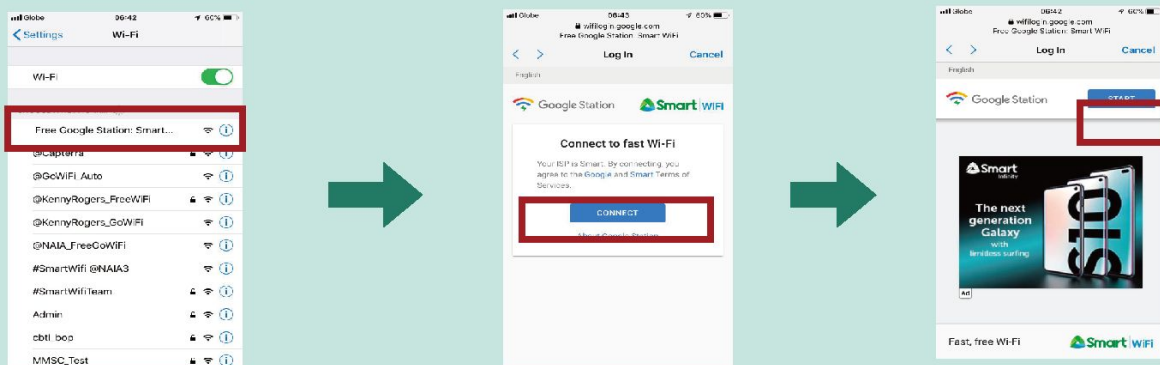 Globe 06:42 60%
Settings Wi-Fi
Wi-Fi
Free Google Station: Smart...
@Capterra
@GoWiFi_Auto
@KennyRogers_FreeWiFi
@KennyRogers_GoWiFi
@NAIA_FreeGoWiFi
#SmartWifi @NAIA3
#SmartWifiTeam
Admin
cbtl_bop
MMSC_Test
Globe 06:43 60%
wifilogin.google.com
Free Google Station: Smart WiFi
Log In Cancel
English
Google Station Smart WiFi
Connect to fast Wi-Fi
Your ISP is Smart. By connecting, you
agree to the Google and Smart Terms of
Services.
CONNECT
About Google Station
Globe 06:42 60%
wifilogin.google.com
Free Google Station: Smart WiFi
Log In Cancel
English
Google Station START
Smart
Infinity
The next
generation
Galaxy
with
limitless surfing
S10
Ad
Fast, free Wi-Fi Smart WiFi